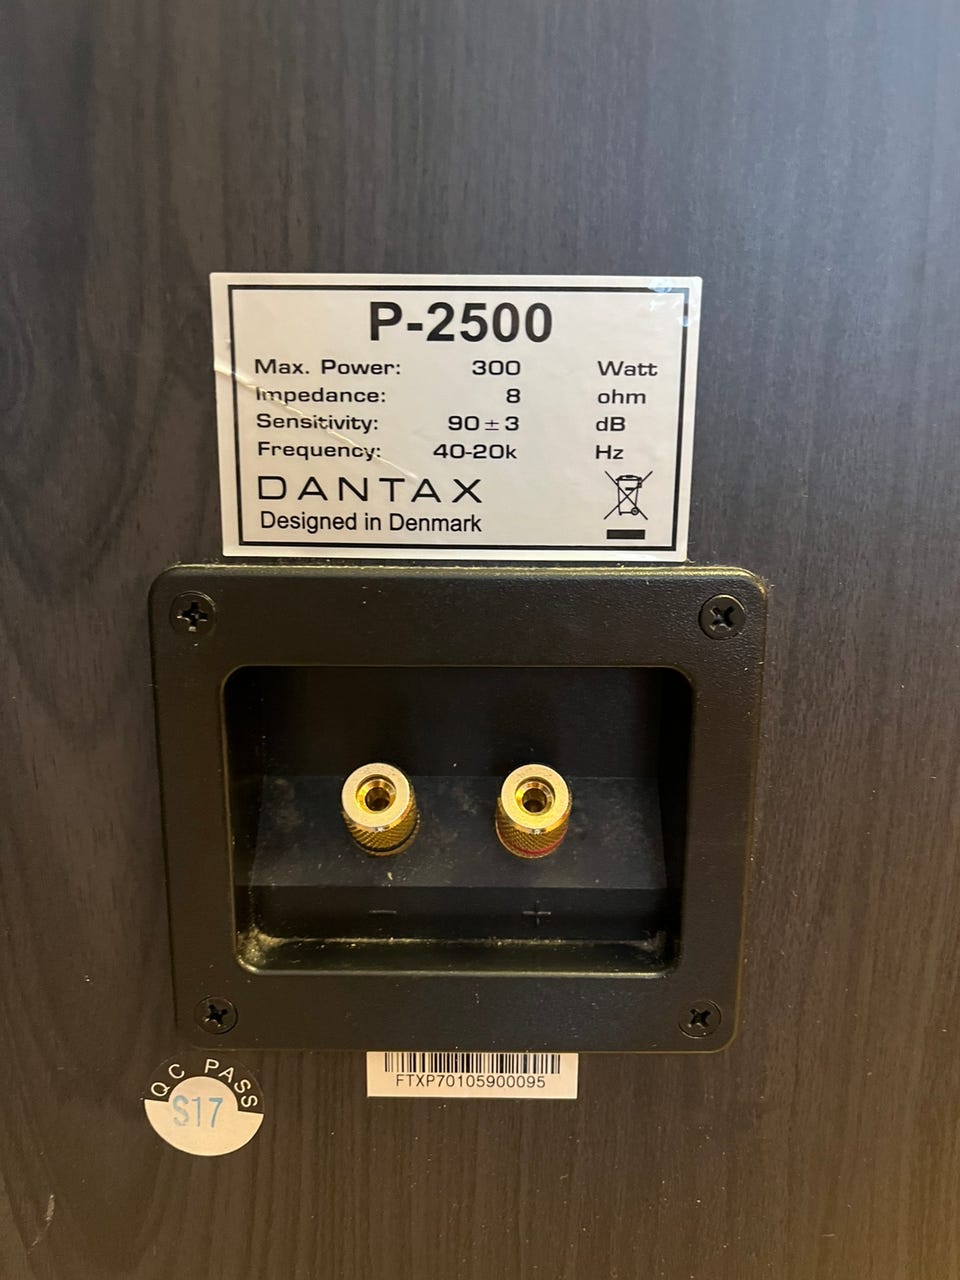 P-2500
Max. Power: 300 Watt
Impedance: 8 ohm
Sensitivity: 90±3 dB
Frequency: 40-20k Hz
DANTAX
Designed in Denmark
- +
FTXP70105900095
QC PASS
S17